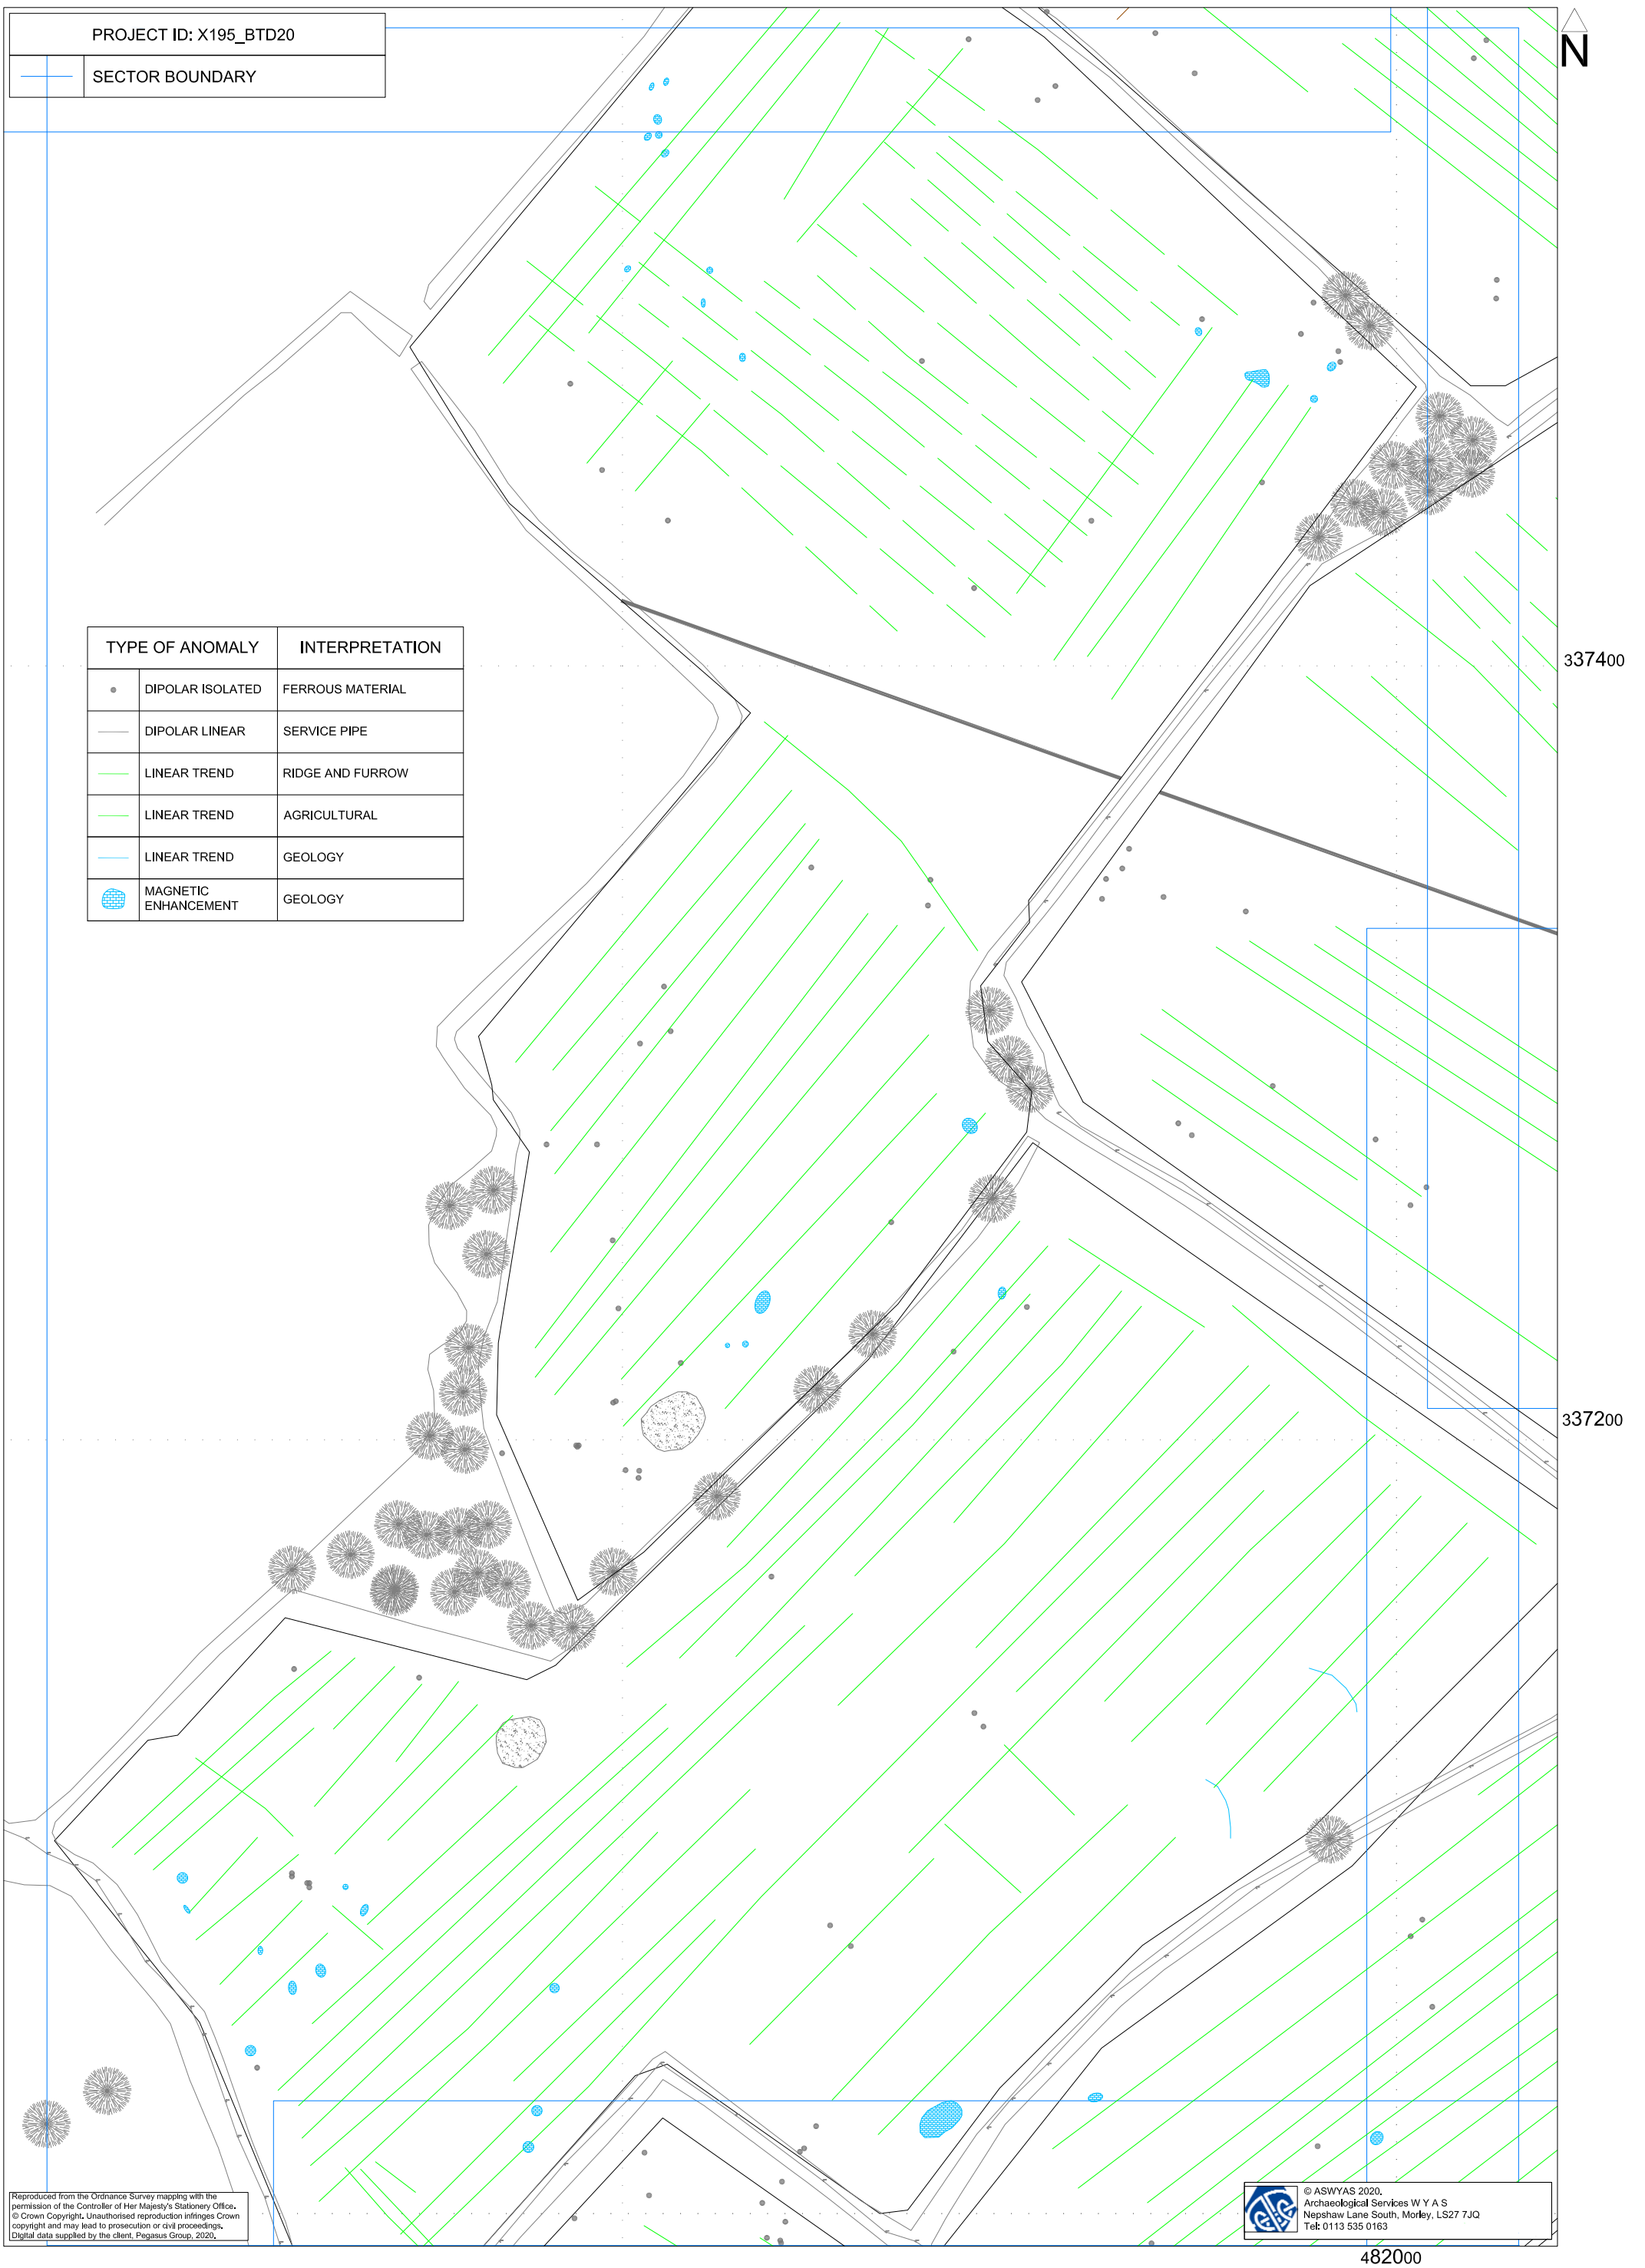 PROJECT ID: X195_BTD20
SECTOR BOUNDARY
N
TYPE OF ANOMALY INTERPRETATION
DIPOLAR ISOLATED FERROUS MATERIAL
DIPOLAR LINEAR SERVICE PIPE
LINEAR TREND RIDGE AND FURROW
LINEAR TREND AGRICULTURAL
LINEAR TREND GEOLOGY
MAGNETIC
ENHANCEMENT GEOLOGY
337400
337200
Reproduced from the Ordnance Survey mapping with the
permission of the Controller of Her Majesty's Stationery Office.
© Crown Copyright. Unauthorised reproduction infringes Crown
copyright and may lead to prosecution or civil proceedings.
Digital data supplied by the client, Pegasus Group, 2020.
© ASWYAS 2020.
Archaeological Services W Y A S
Nepshaw Lane South, Morley, LS27 7JQ
Tel: 0113 535 0163
482000